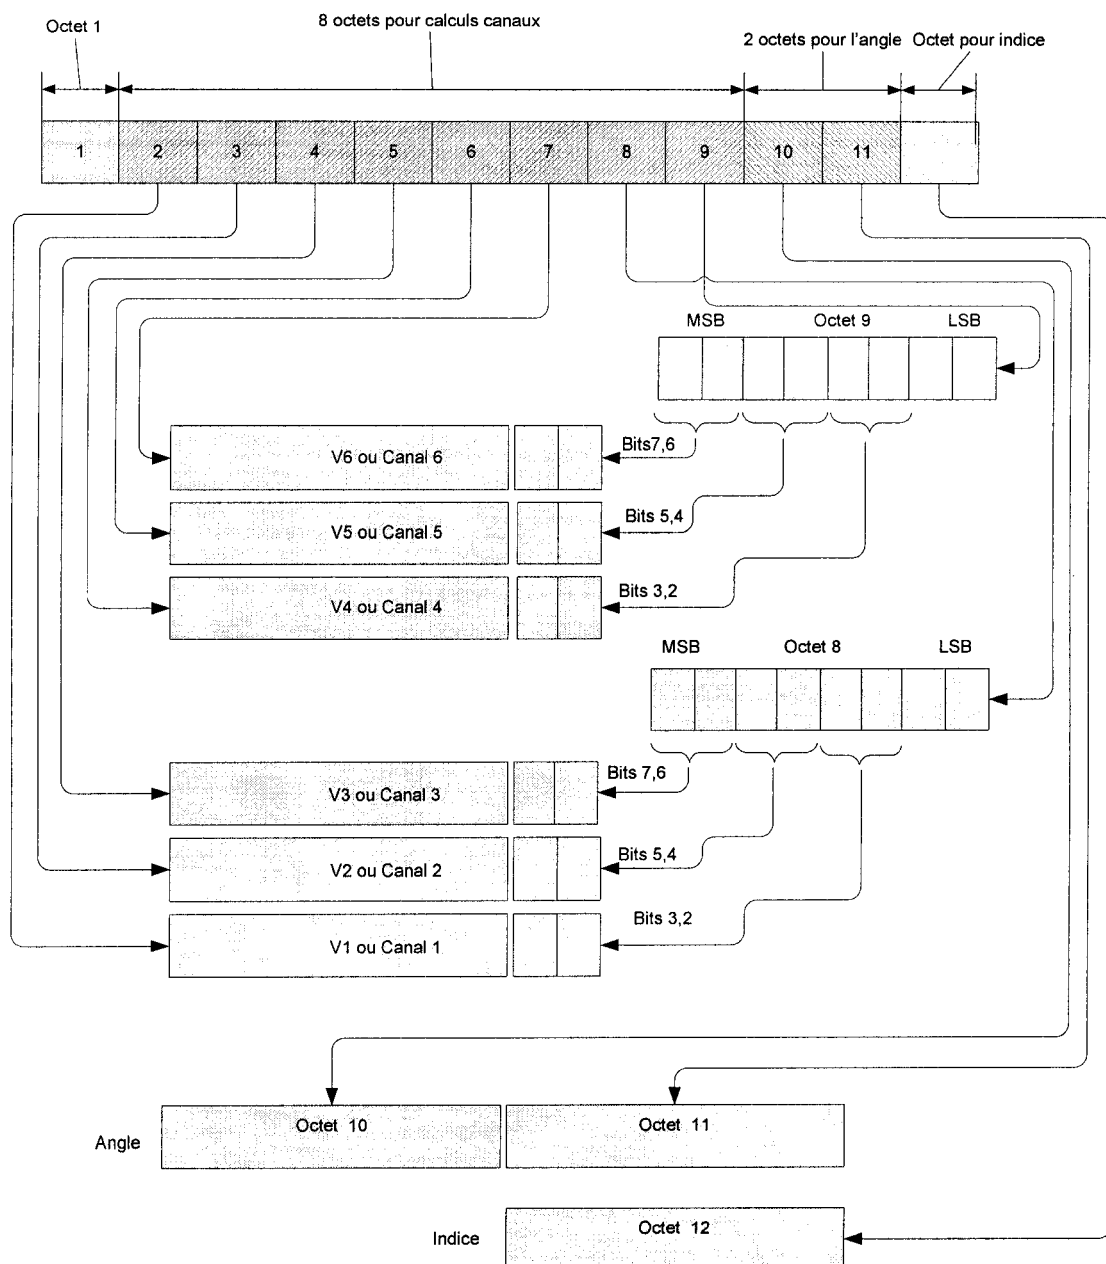 Octet 1
8 octets pour calculs canaux
2 octets pour l'angle
Octet pour indice
1 2 3 4 5 6 7 8 9 10 11
MSB Octet 9 LSB
V6 ou Canal 6
Bits7,6
V5 ou Canal 5
Bits 5,4
V4 ou Canal 4
Bits 3,2
MSB Octet 8 LSB
V3 ou Canal 3
Bits 7,6
V2 ou Canal 2
Bits 5,4
V1 ou Canal 1
Bits 3,2
Angle
Octet 10
Octet 11
Indice
Octet 12